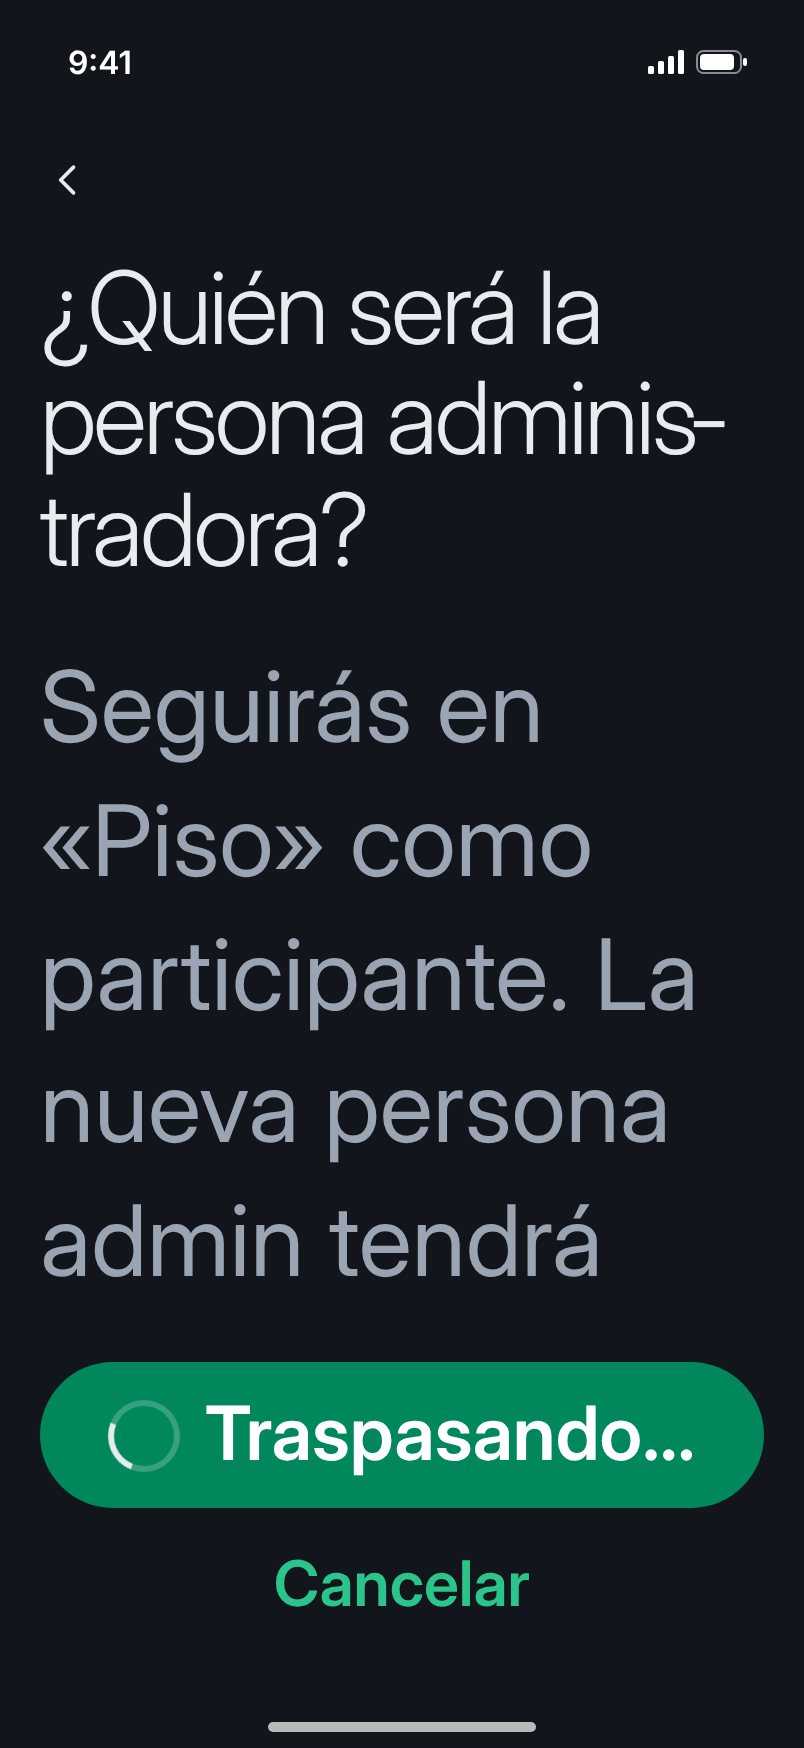 9:41
¿Quién será la
persona adminis-
tradora?
Seguirás en
«Piso» como
participante. La
nueva persona
admin tendrá
Traspasando...
Cancelar